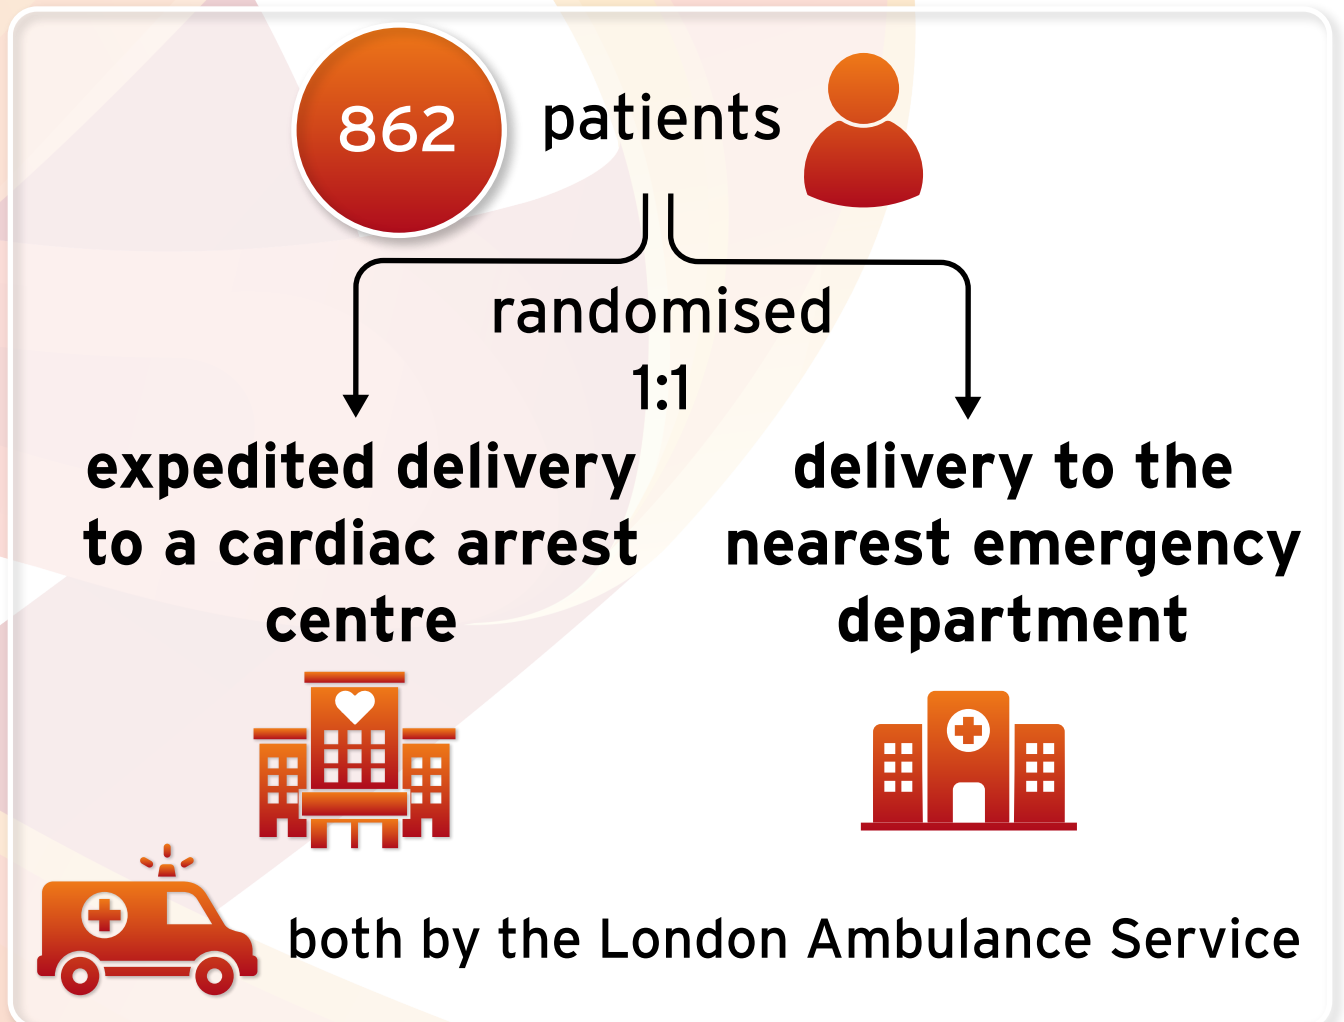 862 patients
randomised
1:1
expedited delivery
to a cardiac arrest
centre
delivery to the
nearest emergency
department
both by the London Ambulance Service